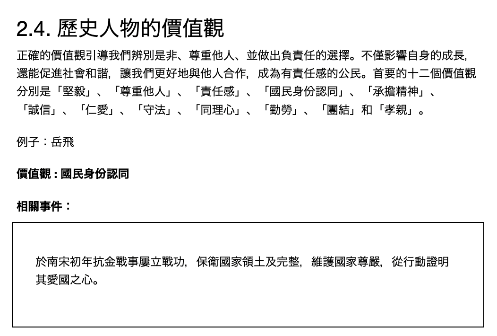 2.4. 歷史人物的價值觀
正確的價值觀引導我們辨別是非、尊重他人、並做出負責任的選擇。不僅影響自身的成長，
還能促進社會和諧，讓我們更好地與他人合作，成為有責任感的公民。首要的十二個價值觀
分別是「堅毅」、「尊重他人」、「責任感」、「國民身份認同」、「承擔精神」、
「誠信」、「仁愛」、「守法」、「同理心」、「勤勞」、「團結」和「孝親」。
例子：岳飛
價值觀 : 國民身份認同
相關事件：
於南宋初年抗金戰事屢立戰功，保衛國家領土及完整，維護國家尊嚴，從行動證明
其愛國之心。